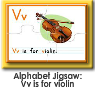 Vv
Vv is for violin.
Alphabet Jigsaw:
Vv is for violin